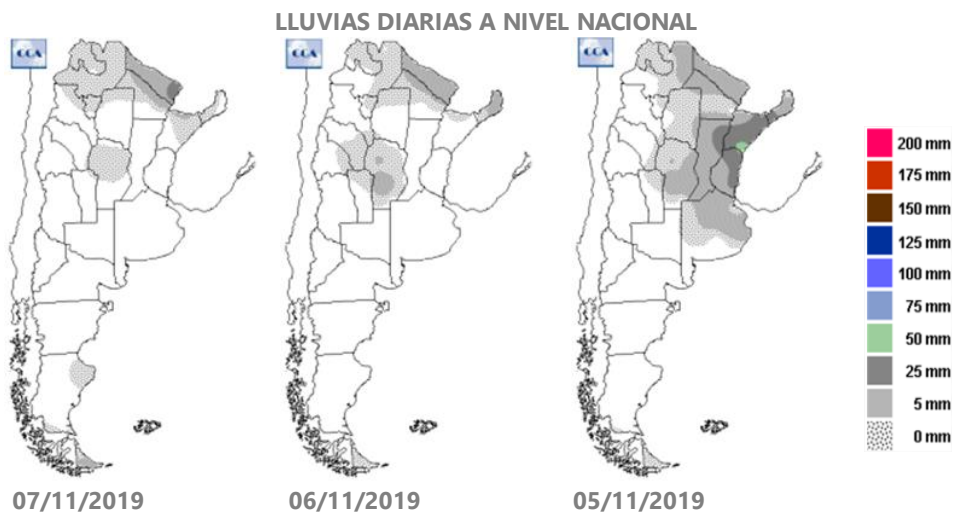 LLUVIAS DIARIAS A NIVEL NACIONAL
CCA
CCA
CCA
200 mm
175 mm
150 mm
125 mm
100 mm
75 mm
50 mm
25 mm
5 mm
0 mm
07/11/2019
06/11/2019
05/11/2019